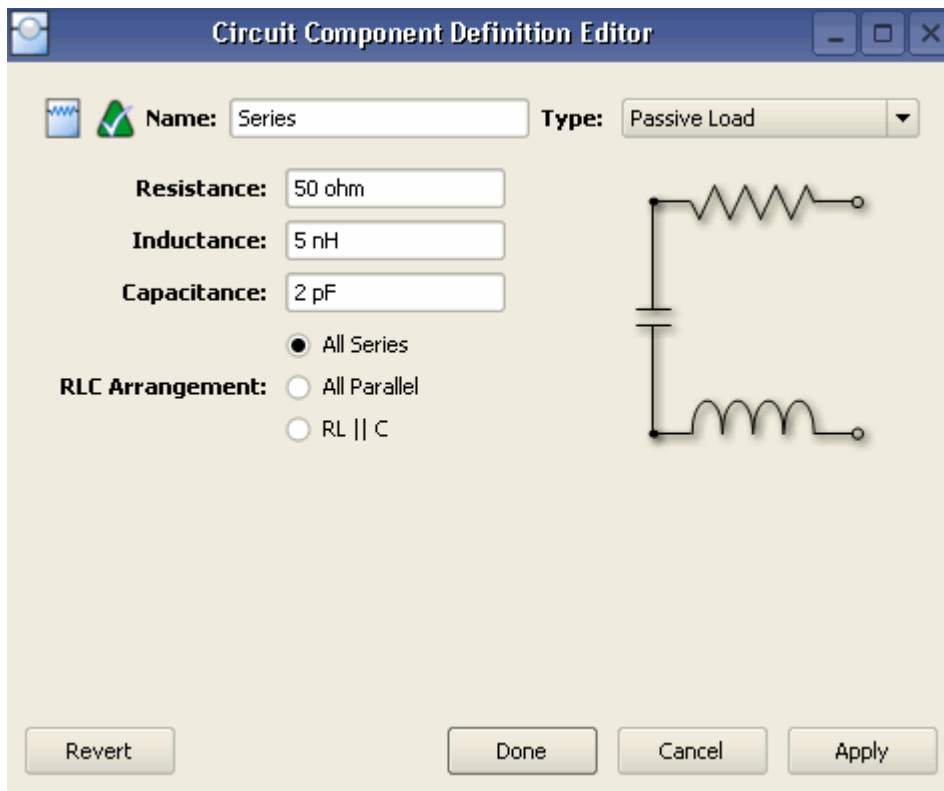 Circuit Component Definition Editor
Name: Series Type: Passive Load
Resistance: 50 ohm
Inductance: 5 nH
Capacitance: 2 pF
All Series
RLC Arrangement: All Parallel
RL || C
Revert Done Cancel Apply